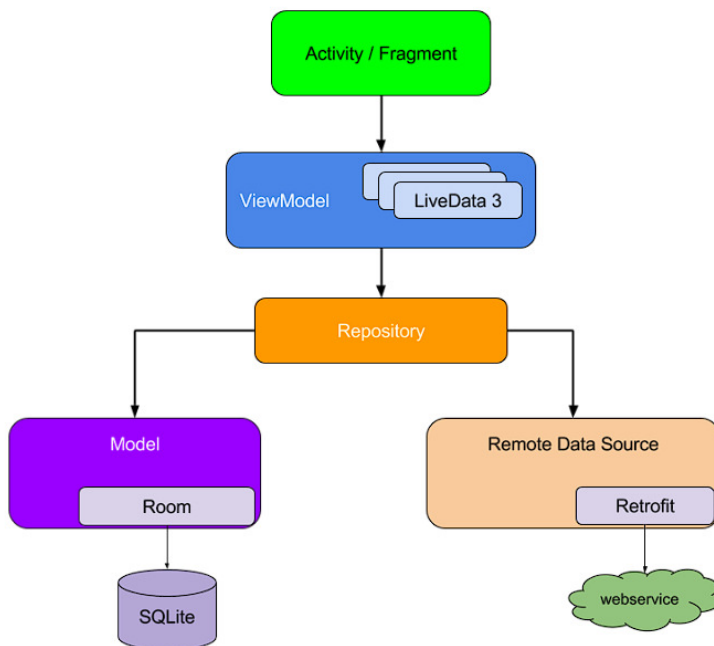 Activity / Fragment
ViewModel
LiveData 3
Repository
Model
Room
SQLite
Remote Data Source
Retrofit
webservice